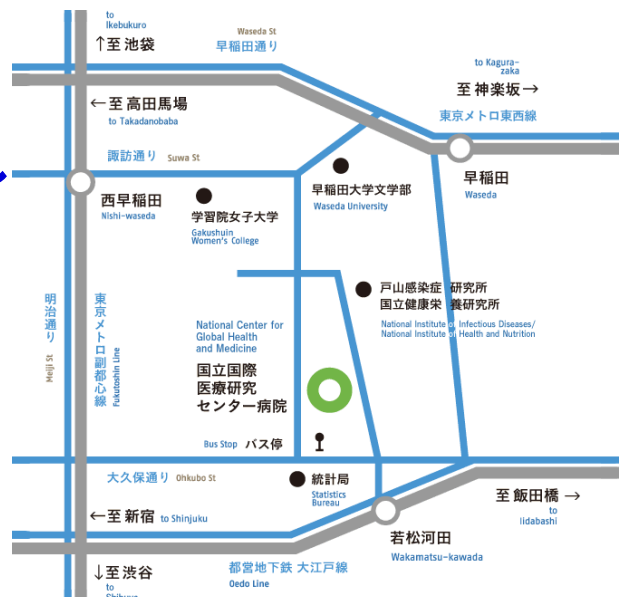 to
Ikebukuro
↑至 池袋
Waseda St
早稲田通り
to Kagura-
zaka
至 神楽坂→
東京メトロ東西線
←至 高田馬場
to Takadanobaba
諏訪通り Suwa St
早稲田
Waseda
早稲田大学文学部
Waseda University
西早稲田
Nishi-waseda
学習院女子大学
Gakushuin
Women's College
戸山感染症 研究所
国立健康栄 養研究所
National Institute of Infectious Diseases/
National Institute of Health and Nutrition
明治通り
Meiji St
東京メトロ副都心線
Fukutoshin Line
National Center for
Global Health
and Medicine
国立国際
医療研究
センター病院
Bus Stop バス停
大久保通り Ohkubo St
統計局
Statistics
Bureau
至 飯田橋 →
to
Iidabashi
←至 新宿 to Shinjuku
若松河田
Wakamatsu-kawada
都営地下鉄 大江戸線
Oedo Line
↓至 渋谷
to